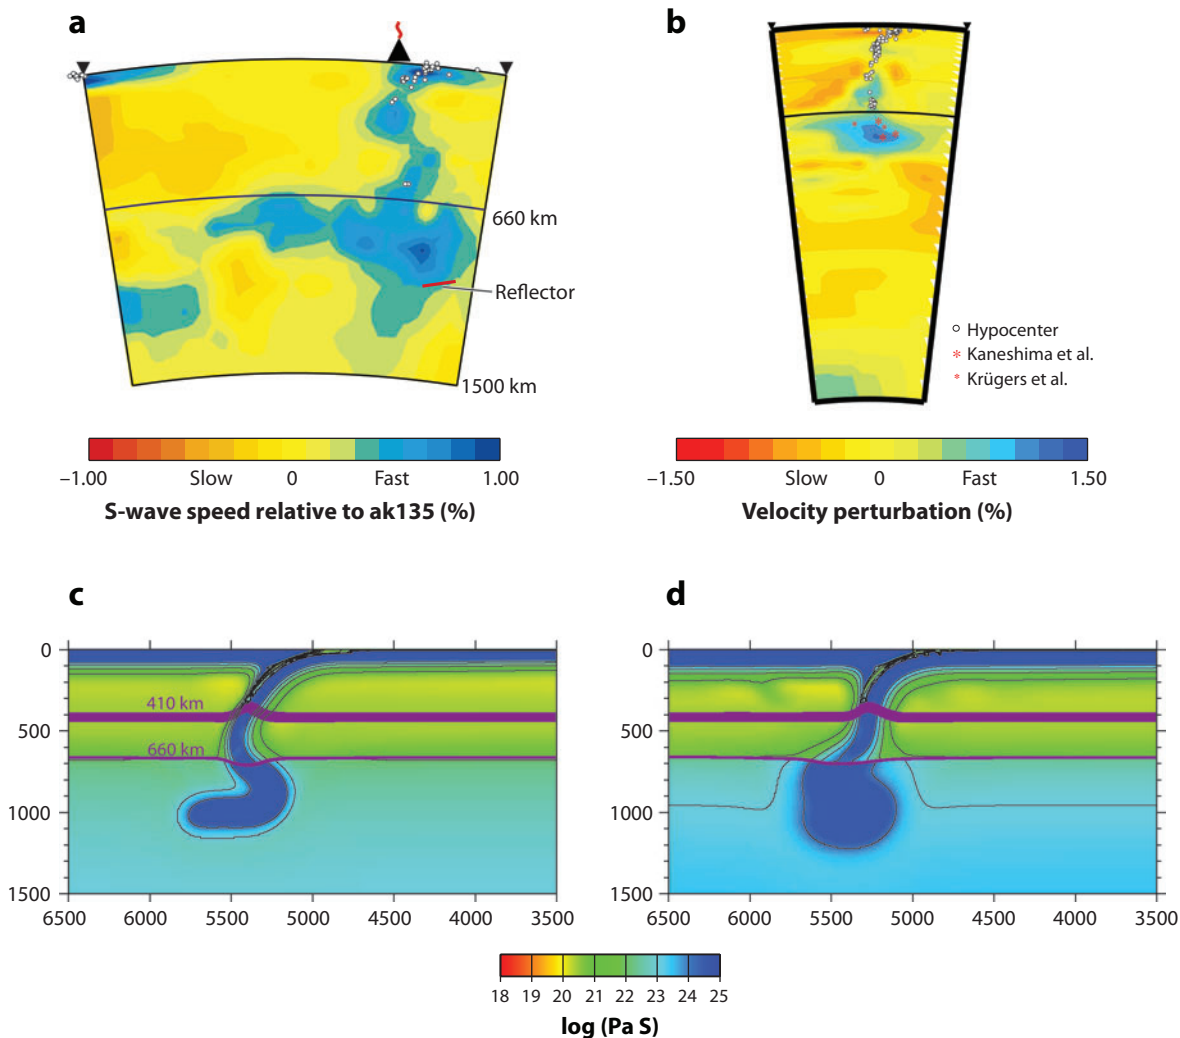 a
660 km
Reflector
1500 km
–1.00 Slow 0 Fast 1.00
S-wave speed relative to ak135 (%)
b
Hypocenter
* Kaneshima et al.
* Krügers et al.
–1.50 Slow 0 Fast 1.50
Velocity perturbation (%)
c
0
500
1000
1500
410 km
660 km
6500 6000 5500 5000 4500 4000 3500
d
0
500
1000
1500
6500 6000 5500 5000 4500 4000 3500
18 19 20 21 22 23 24 25
log (Pa S)